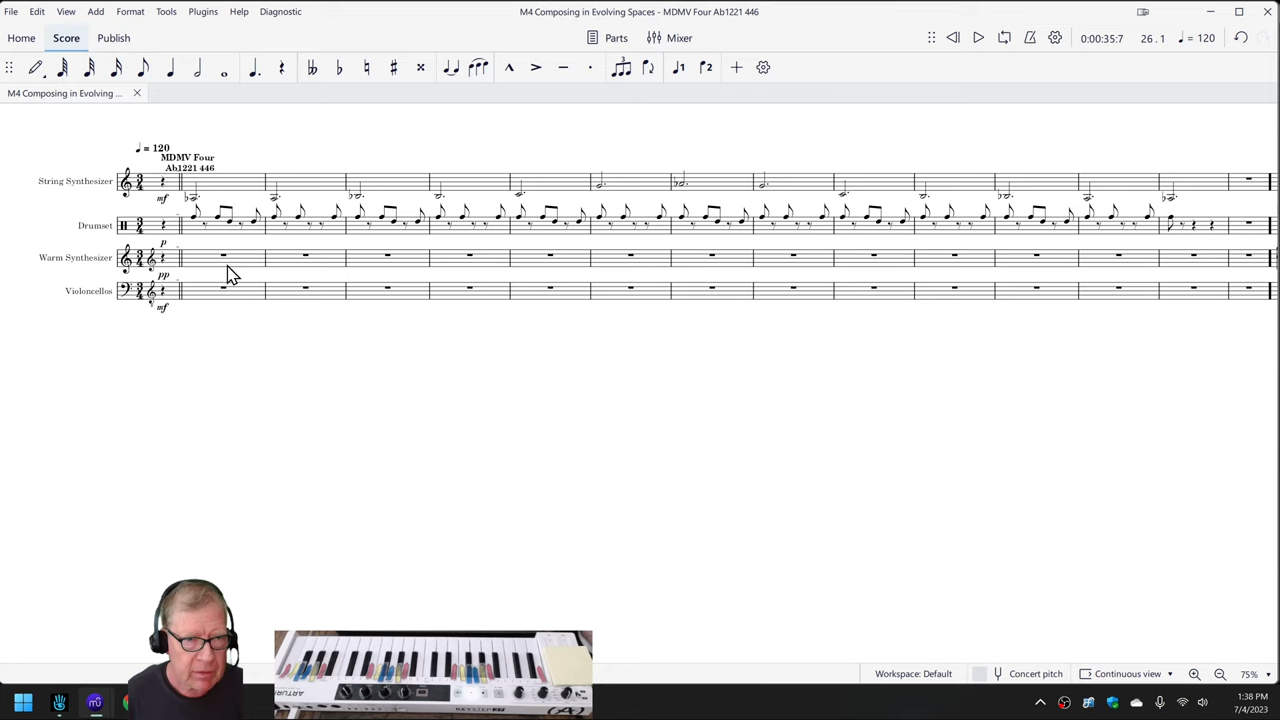 File Edit View Add Format Tools Plugins Help Diagnostic
M4 Composing in Evolving Spaces - MDMV Four Ab1221 446
Home Score Publish
Parts Mixer
0:00:35:7 26 . 1 = 120
M4 Composing in Evolving ...
= 120
MDMV Four
Ab1221 446
String Synthesizer
mf
Drumset
p
Warm Synthesizer
pp
Violoncellos
mf
ARTURIA
KEYSTEP 37
Workspace: Default Concert pitch Continuous view 75%
1:38 PM
7/4/2023